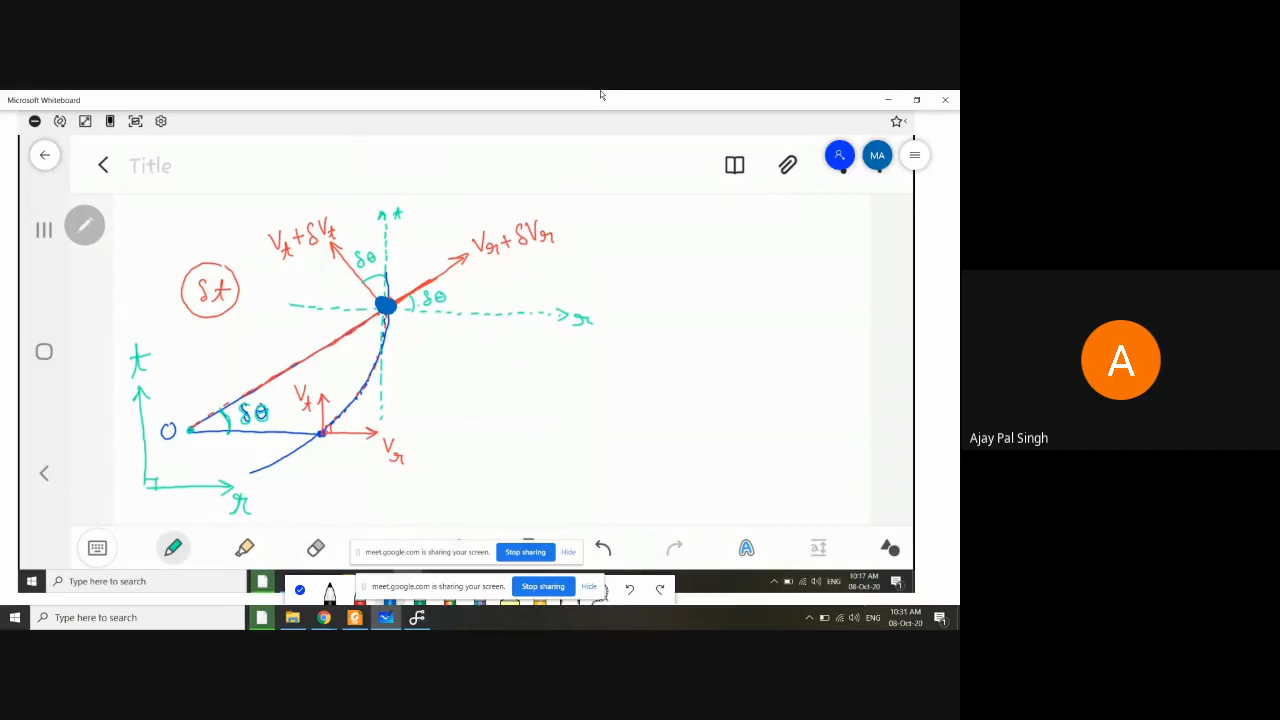 Microsoft Whiteboard
Title
MA
t
Vt+δVt
δθ
Vr+δVr
δt
δθ
r
t
Vt
δθ
O
Vr
r
meet.google.com is sharing your screen.
Stop sharing
Hide
Type here to search
ENG
10:17 AM
08-Oct-20
meet.google.com is sharing your screen.
Stop sharing
Hide
Type here to search
ENG
10:31 AM
08-Oct-20
A
Ajay Pal Singh